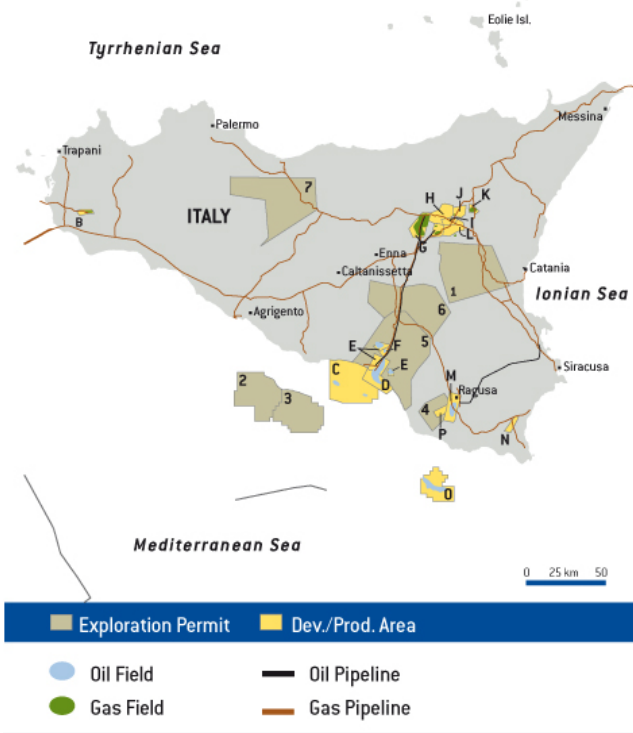 Eolie Isl.
Tyrrhenian Sea
Messina
Palermo
Trapani
7
H
J
K
B
ITALY
I
L
G
Enna
Caltanissetta
Catania
1
Ionian Sea
6
Agrigento
E
F
5
C
E
Siracusa
2
D
M
Ragusa
3
4
P
N
O
Mediterranean Sea
0 25 km 50
Exploration Permit Dev./Prod. Area
Oil Field Oil Pipeline
Gas Field Gas Pipeline